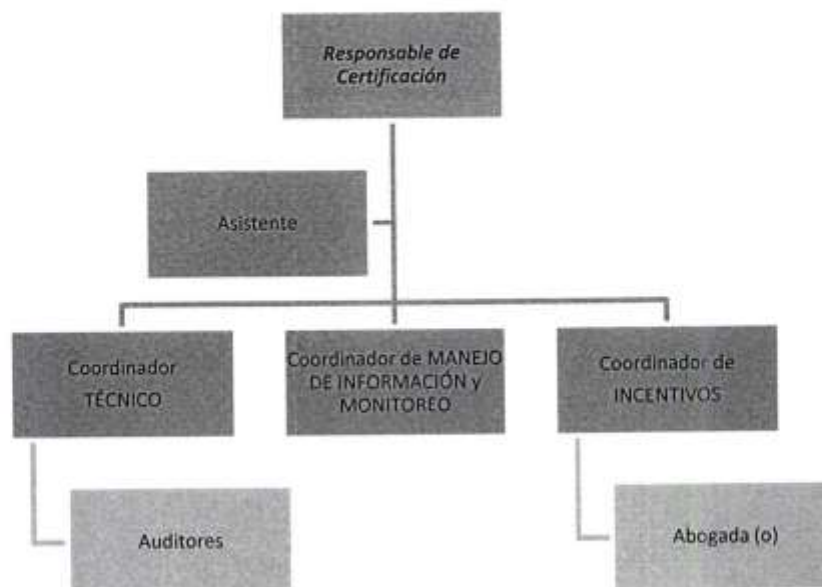 Responsable de
Certificación
Asistente
Coordinador
TÉCNICO
Coordinador de MANEJO
DE INFORMACIÓN y
MONITOREO
Coordinador de
INCENTIVOS
Auditores
Abogada (o)